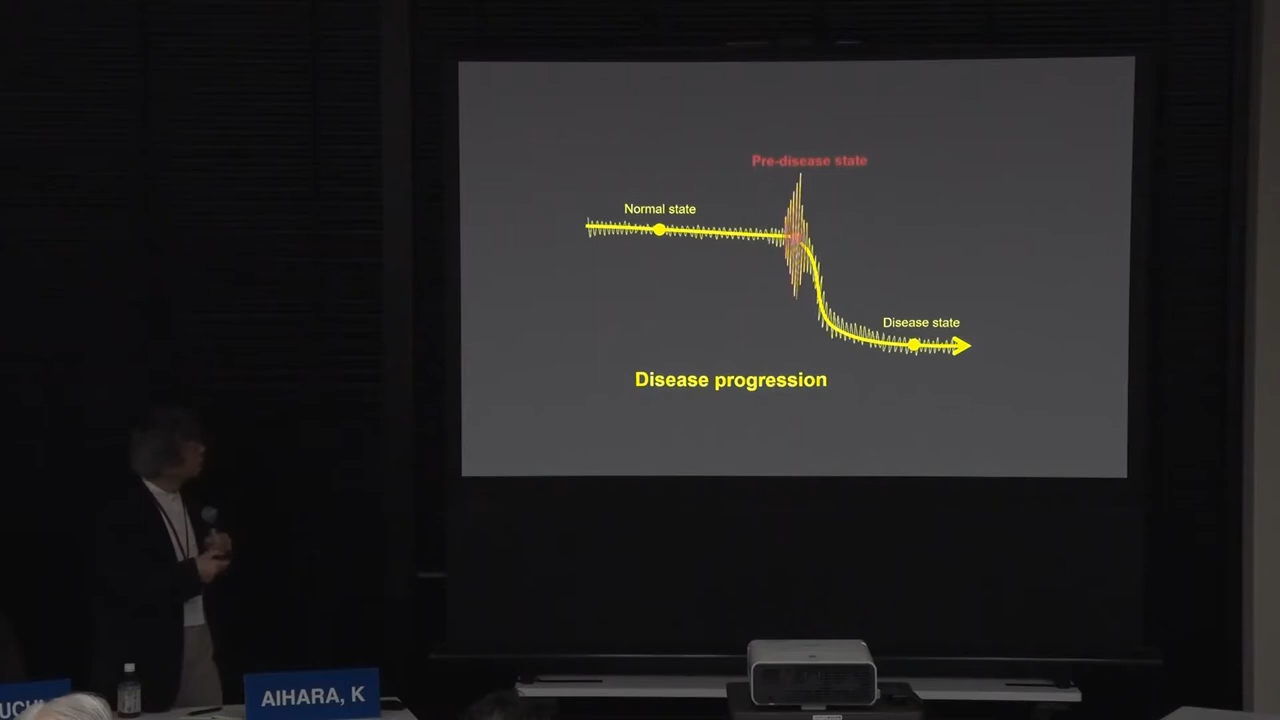 Pre-disease state
Normal state
Disease state
Disease progression
AIHARA, K